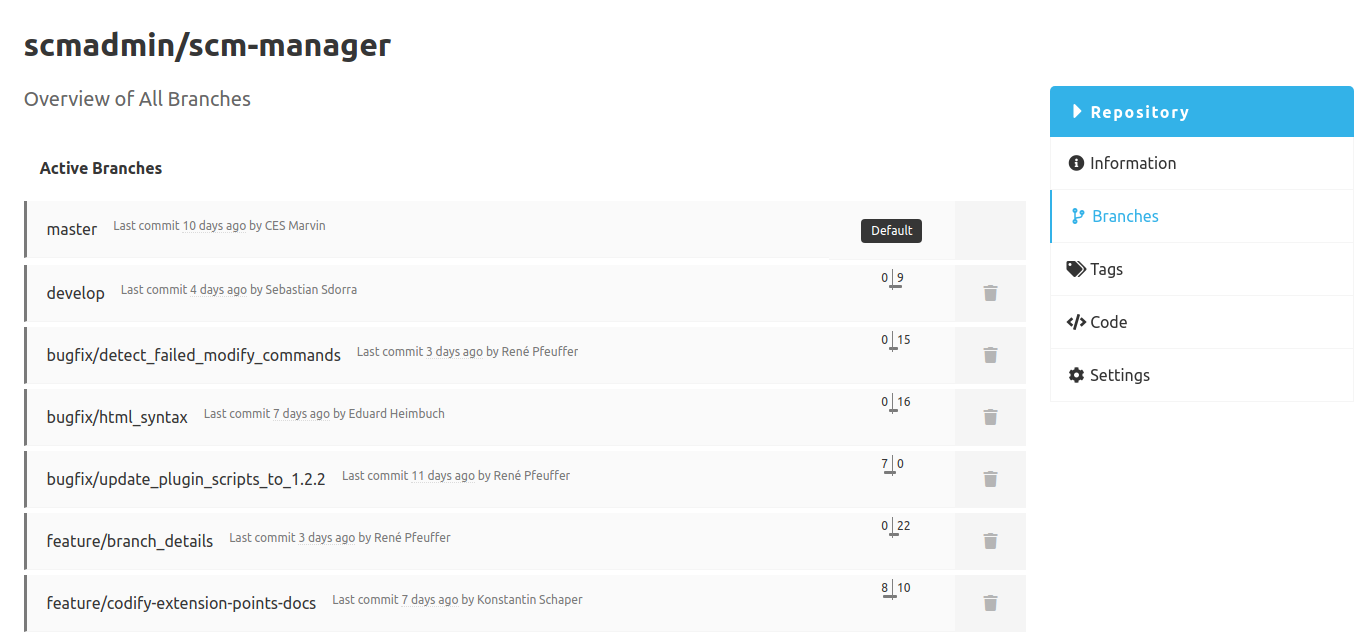 scmadmin/scm-manager
Overview of All Branches
Active Branches
master Last commit 10 days ago by CES Marvin Default
develop Last commit 4 days ago by Sebastian Sdorra 0 9
bugfix/detect_failed_modify_commands Last commit 3 days ago by René Pfeuffer 0 15
bugfix/html_syntax Last commit 7 days ago by Eduard Heimbuch 0 16
bugfix/update_plugin_scripts_to_1.2.2 Last commit 11 days ago by René Pfeuffer 7 0
feature/branch_details Last commit 3 days ago by René Pfeuffer 0 22
feature/codify-extension-points-docs Last commit 7 days ago by Konstantin Schaper 8 10
Repository
Information
Branches
Tags
Code
Settings